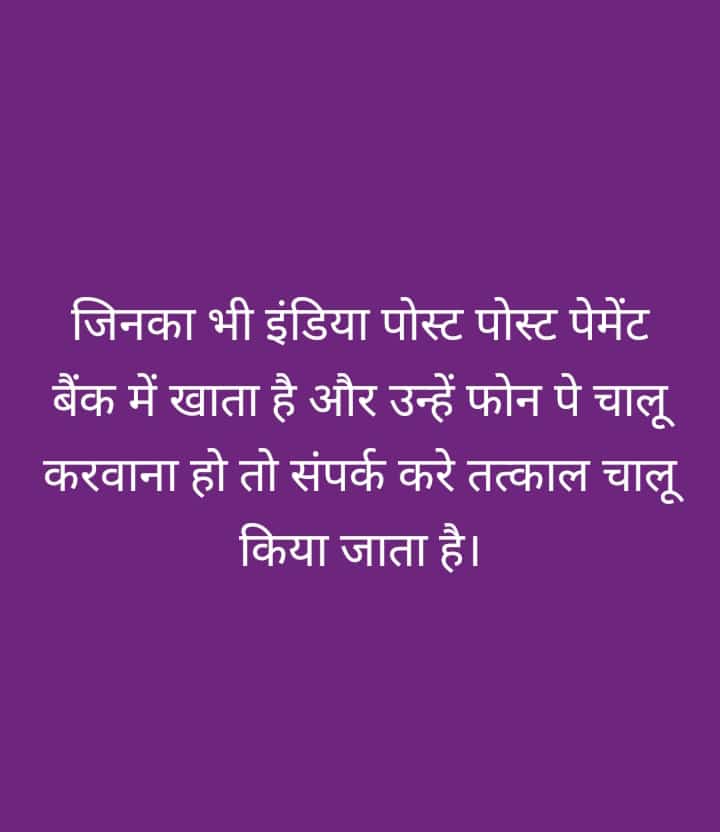 जिनका भी इंडिया पोस्ट पोस्ट पेमेंट
बैंक में खाता है और उन्हें फोन पे चालू
करवाना हो तो संपर्क करे तत्काल चालू
किया जाता है।